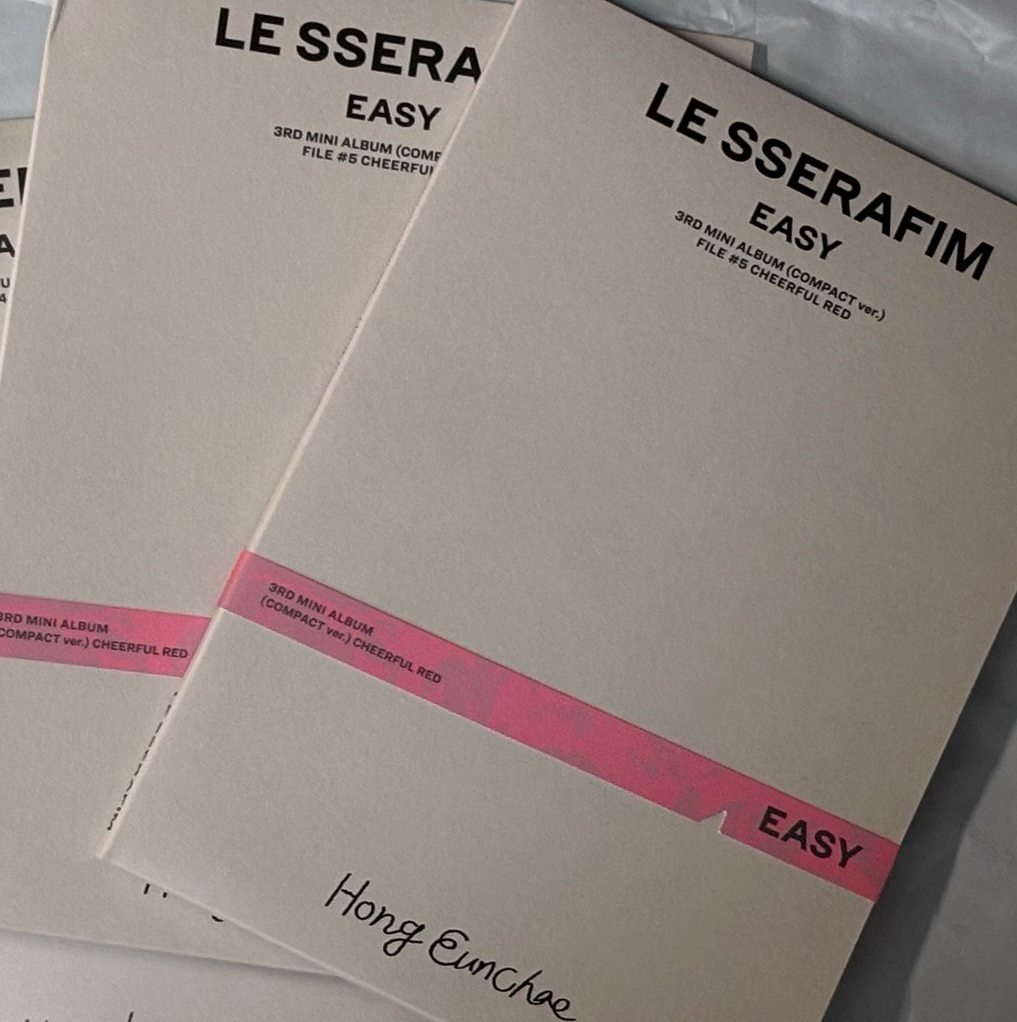 LE SSERA
EASY
3RD MINI ALBUM (COMP
FILE #5 CHEERFUL
3RD MINI ALBUM
COMPACT ver.) CHEERFUL RED
LE SSERAFIM
EASY
3RD MINI ALBUM (COMPACT ver.)
FILE #5 CHEERFUL RED
3RD MINI ALBUM
(COMPACT ver.) CHEERFUL RED
EASY
Hong Eunchae